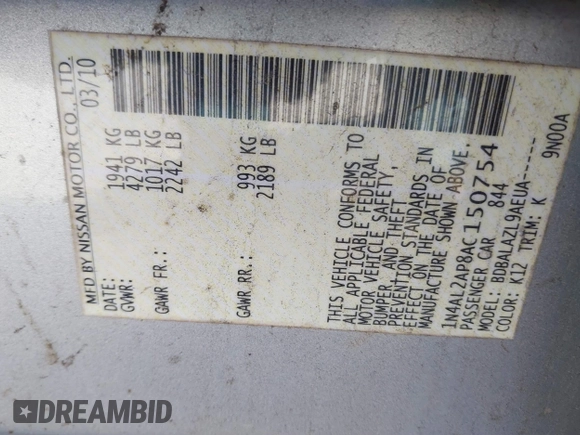 MFD BY NISSAN MOTOR CO., LTD.
DATE: 03/10
GVWR: 1941 KG
4279 LB
GAWR FR.: 1017 KG
2242 LB
GAWR RR.: 993 KG
2189 LB
THIS VEHICLE CONFORMS TO
ALL APPLICABLE FEDERAL
MOTOR VEHICLE SAFETY,
BUMPER, AND THEFT
PREVENTION STANDARDS IN
EFFECT ON THE DATE OF
MANUFACTURE SHOWN ABOVE.
1N4AL2AP8AC150754
PASSENGER CAR 844
MODEL: BDBALAZL9AEUA------
COLOR: K12 TRIM: K 9N00A
DREAMBID